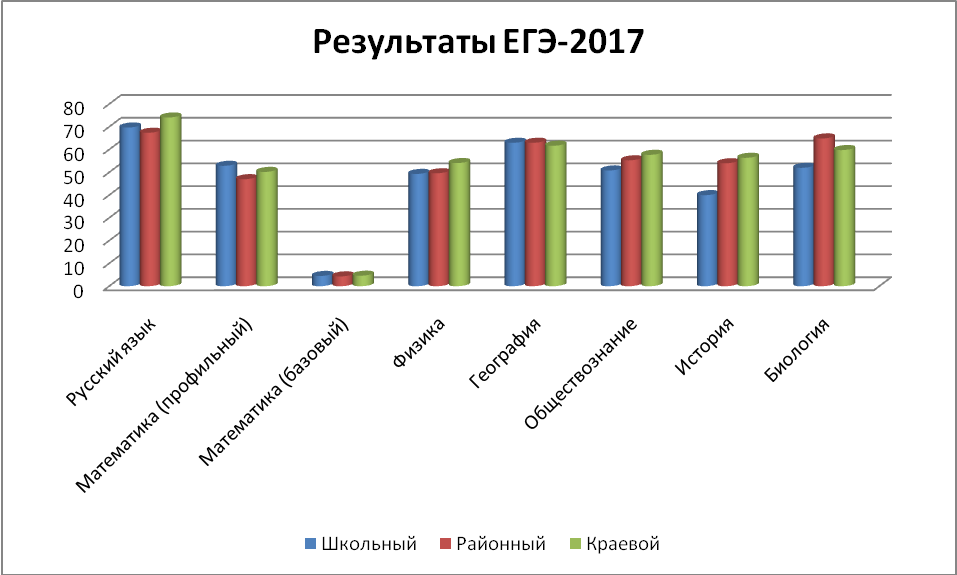 Результаты ЕГЭ-2017
80
70
60
50
40
30
20
10
0
Русский язык
Математика (профильный)
Математика (базовый)
Физика
География
Обществознание
История
Биология
Школьный
Районный
Краевой